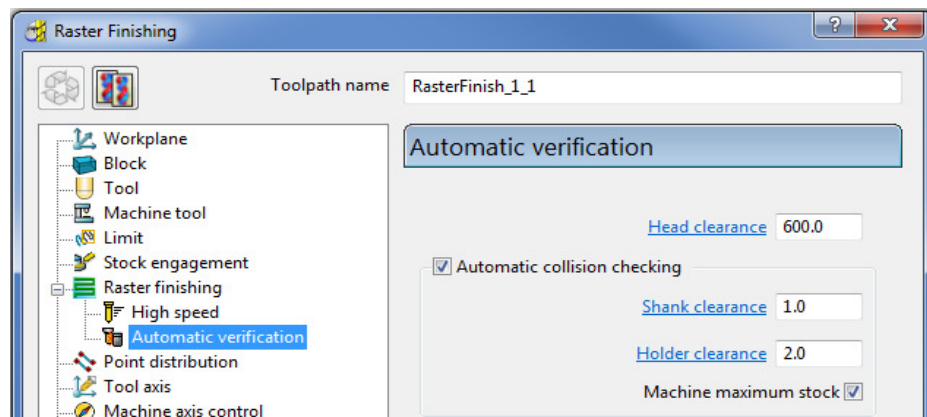 Raster Finishing
Toolpath name RasterFinish_1_1
Workplane
Block
Tool
Machine tool
Limit
Stock engagement
Raster finishing
High speed
Automatic verification
Point distribution
Tool axis
Machine axis control
Automatic verification
Head clearance 600.0
Automatic collision checking
Shank clearance 1.0
Holder clearance 2.0
Machine maximum stock